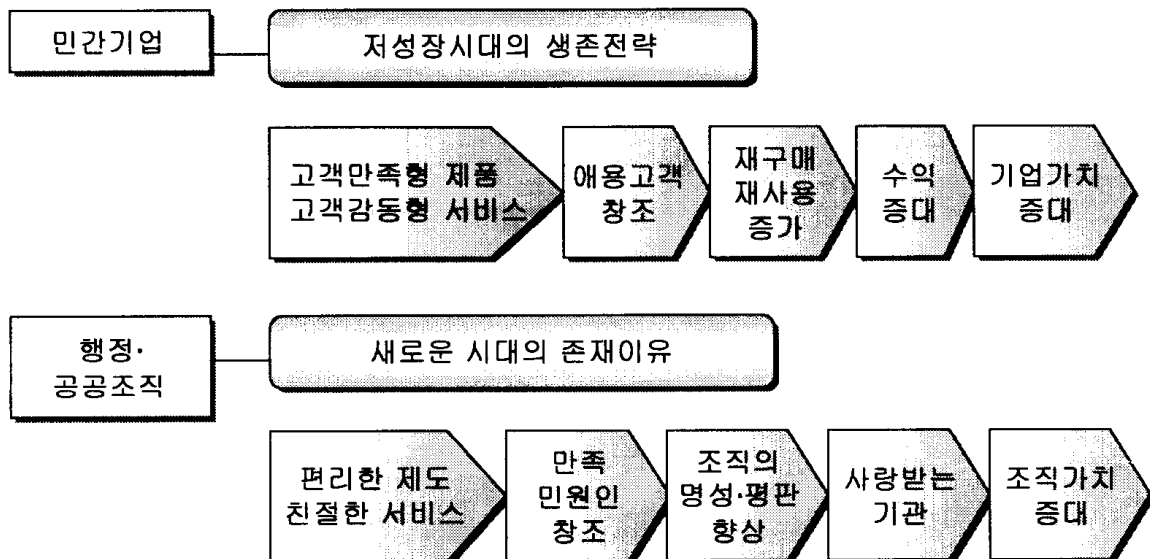 민간기업
저성장시대의 생존전략
고객만족형 제품
고객감동형 서비스
애용고객
창조
재구매
재사용
증가
수익
증대
기업가치
증대
행정·
공공조직
새로운 시대의 존재이유
편리한 제도
친절한 서비스
만족
민원인
창조
조직의
명성·평판
향상
사랑받는
기관
조직가치
증대